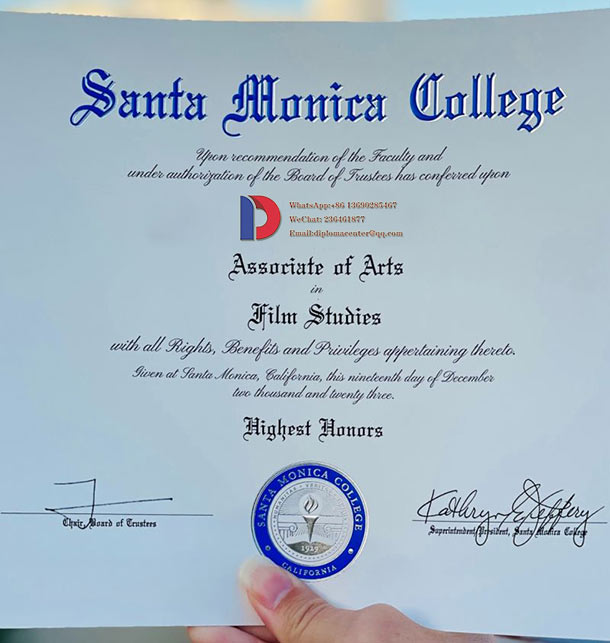 Santa Monica College
Upon recommendation of the Faculty and
under authorization of the Board of Trustees has conferred upon
WhatsApp:+86 13690285467
WeChat: 236461877
Email:diplomacenter@qq.com
Associate of Arts
in
Film Studies
with all Rights, Benefits and Privileges appertaining thereto.
Given at Santa Monica, California, this nineteenth day of December
two thousand and twenty three.
Highest Honors
Chair, Board of Trustees
SANTA MONICA COLLEGE
1929
CALIFORNIA
Kathryn E. Jeffery
Superintendent/President, Santa Monica College